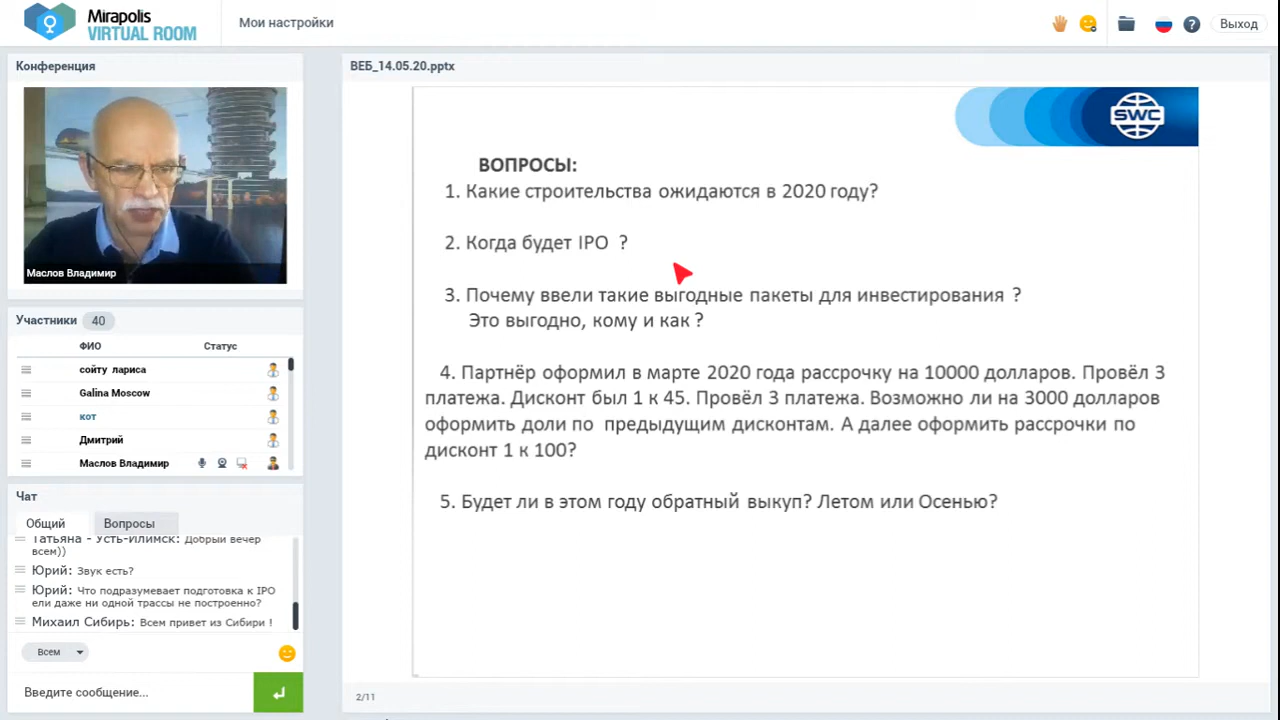 Mirapolis
VIRTUAL ROOM
Мои настройки
?
Выход
Конференция
Маслов Владимир
Участники 40
ФИО Статус
сойту лариса
Galina Moscow
кот
Дмитрий
Маслов Владимир
Чат
Общий Вопросы
Татьяна - Усть-Илимск: Добрый вечер
всем))
Юрий: Звук есть?
Юрий: Что подразумевает подготовка к IPO
ели даже ни одной трассы не построенно?
Михаил Сибирь: Всем привет из Сибири !
Всем
Введите сообщение...
ВЕБ_14.05.20.pptx
SWC
ВОПРОСЫ:
1. Какие строительства ожидаются в 2020 году?
2. Когда будет IPO ?
3. Почему ввели такие выгодные пакеты для инвестирования ?
Это выгодно, кому и как ?
4. Партнёр оформил в марте 2020 года рассрочку на 10000 долларов. Провёл 3
платежа. Дисконт был 1 к 45. Провёл 3 платежа. Возможно ли на 3000 долларов
оформить доли по предыдущим дисконтам. А далее оформить рассрочки по
дисконт 1 к 100?
5. Будет ли в этом году обратный выкуп? Летом или Осенью?
2/11